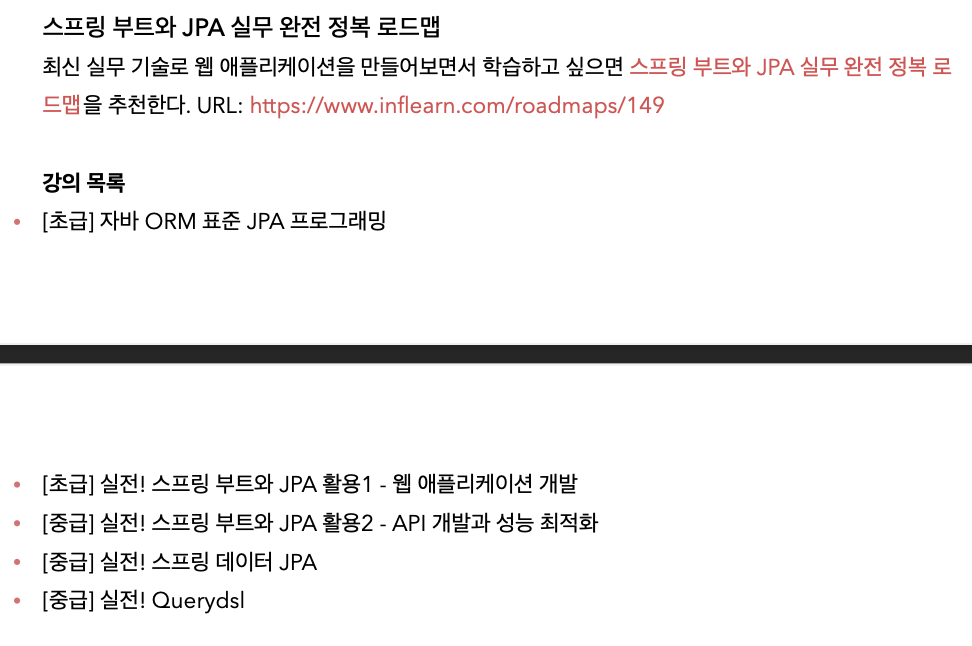 스프링 부트와 JPA 실무 완전 정복 로드맵
최신 실무 기술로 웹 애플리케이션을 만들어보면서 학습하고 싶으면 스프링 부트와 JPA 실무 완전 정복 로
드맵을 추천한다. URL: https://www.inflearn.com/roadmaps/149
강의 목록
• [초급] 자바 ORM 표준 JPA 프로그래밍
• [초급] 실전! 스프링 부트와 JPA 활용1 - 웹 애플리케이션 개발
• [중급] 실전! 스프링 부트와 JPA 활용2 - API 개발과 성능 최적화
• [중급] 실전! 스프링 데이터 JPA
• [중급] 실전! Querydsl